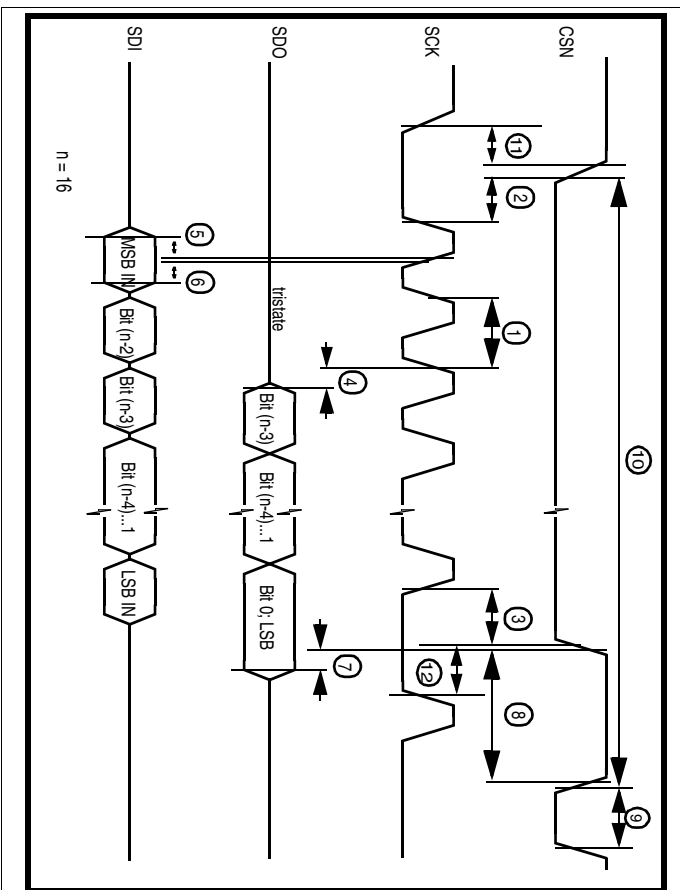 10
9
CSN
11
2
1
3
8
SCK
12
4
7
SDO
tristate
Bit (n-3)
Bit (n-4)...1
Bit 0; LSB
5
6
SDI
MSB IN
Bit (n-2)
Bit (n-3)
Bit (n-4)...1
LSB IN
n = 16